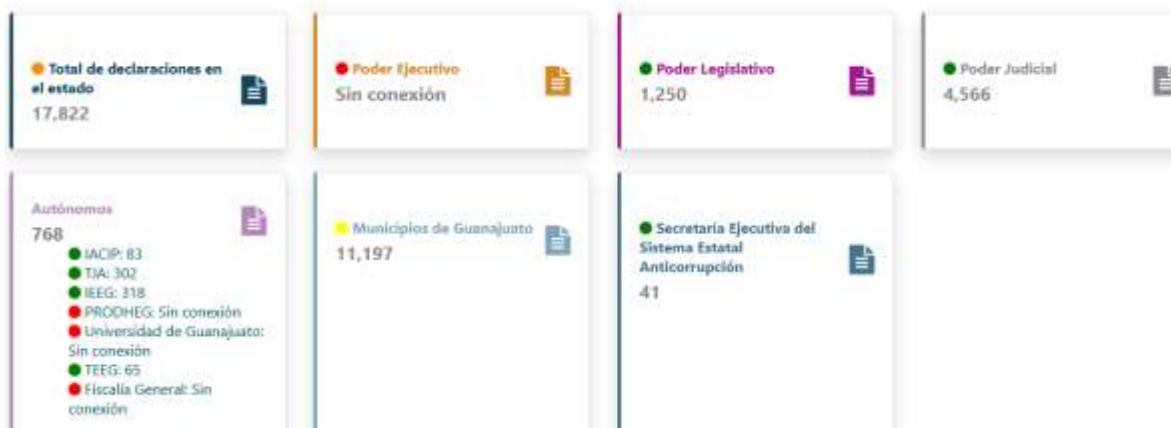 Total de declaraciones en
el estado
17,822
Poder Ejecutivo
Sin conexión
Poder Legislativo
1,250
Poder Judicial
4,566
Autónomos
768
IACIP: 83
TJA: 302
IEEG: 318
PRODHEG: Sin conexión
Universidad de Guanajuato:
Sin conexión
TEEG: 65
Fiscalía General: Sin
conexión
Municipios de Guanajuato
11,197
Secretaría Ejecutiva del
Sistema Estatal
Anticorrupción
41